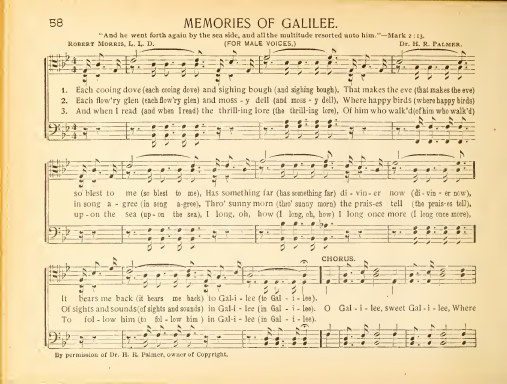 58
MEMORIES OF GALILEE.
"And he went forth again by the sea side, and all the multitude resorted unto him."—Mark 2:13.
ROBERT MORRIS, L. L. D. (FOR MALE VOICES.) Dr. H. R. PALMER.
1. Each cooing dove (each cooing dove) and sighing bough (and sighing bough), That makes the eve (that makes the eve)
2. Each flow'ry glen (each flow'ry glen) and moss - y dell (and moss - y dell), Where happy birds (where happy birds)
3. And when I read (and when I read) the thrill-ing lore (the thrill-ing lore) Of him who walk'd (of him who walk'd)
so blest to me (so blest to me), Has something far (has something far) di - vin - er now (di - vin - er now),
in song a - gree (in song a-gree), Thro' sunny morn (thro' sunny morn) the prais-es tell (the prais-es tell),
up - on the sea (up - on the sea), I long, oh, how (I long, oh, how) I long once more (I long once more),
It bears me back (it bears me back) to Gal-i - lee (to Gal - i - lee).
Of sights and sounds (of sights and sounds) in Gal-i - lee (in Gal - i - lee).
To fol - low him (to fol - low him) in Gal-i - lee (in Gal - i - lee).
CHORUS.
O Gal - i - lee, sweet Gal - i - lee, Where
By permission of Dr. H. R. Palmer, owner of Copyright.